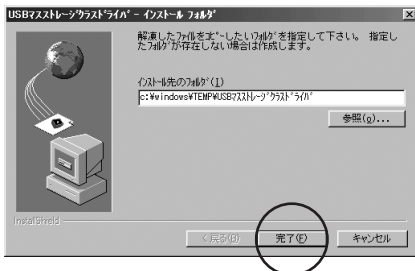 USBマスストレージクラスドライバ - インストール フォルダ
解凍したファイルをコピーしたいフォルダを指定して下さい。 指定し
たフォルダが存在しない場合は作成します。
インストール先のフォルダ(I)
c:¥windows¥TEMP¥USBマスストレージクラスドライバ
参照(o)...
InstallShield
< 戻る(B)
完了(F)
キャンセル